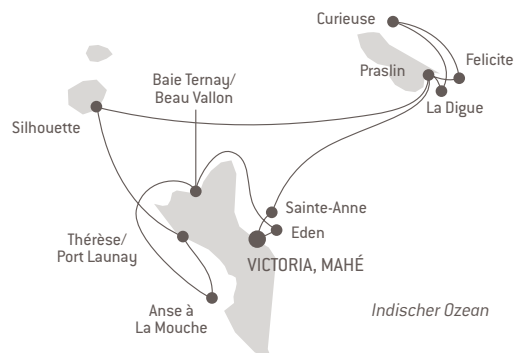 Curieuse
Praslin
Felicite
La Digue
Baie Ternay/
Beau Vallon
Silhouette
Sainte-Anne
Eden
VICTORIA, MAHÉ
Thérèse/
Port Launay
Anse à
La Mouche
Indischer Ozean